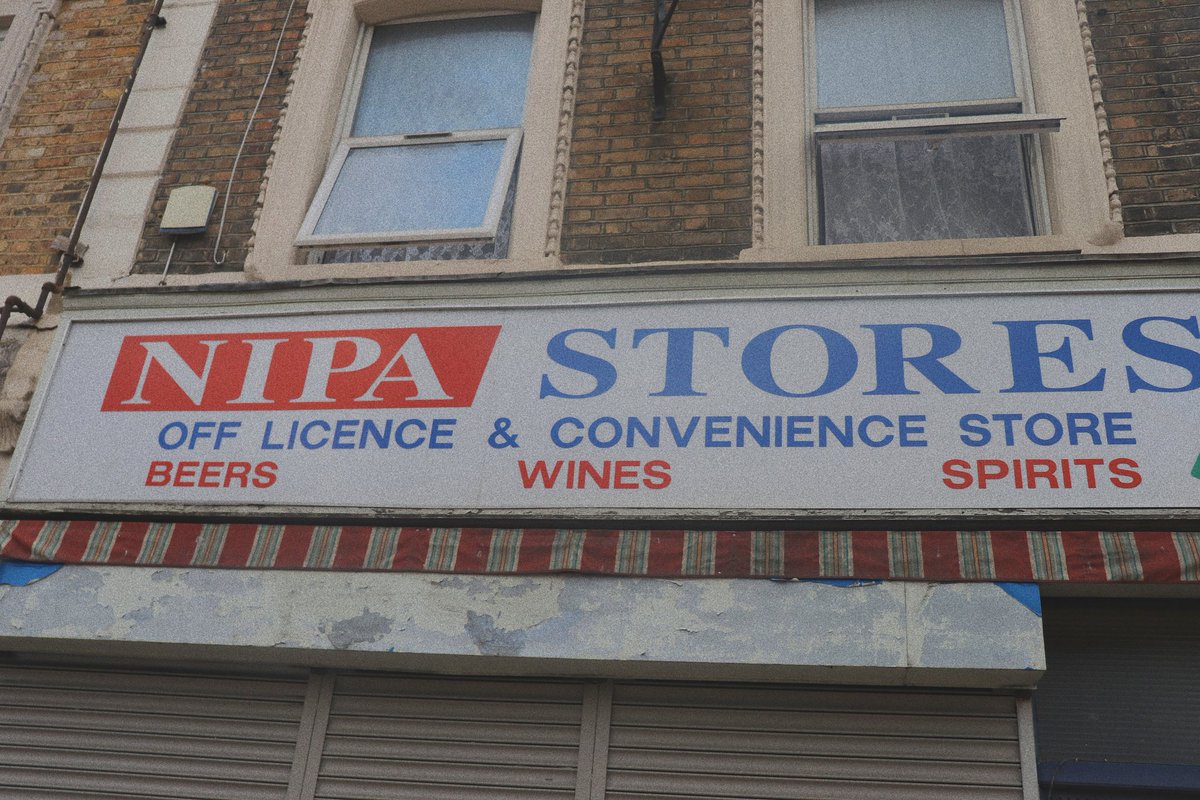 NIPA STORES
OFF LICENCE & CONVENIENCE STORE
BEERS WINES SPIRITS